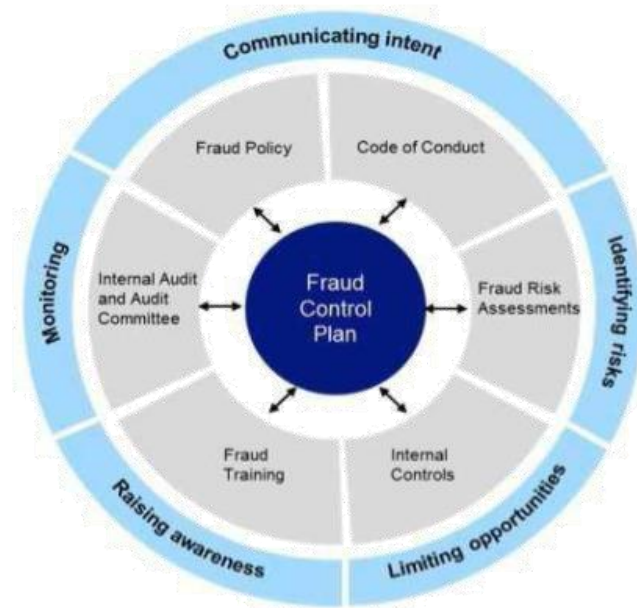 Communicating intent
Fraud Policy
Code of Conduct
Monitoring
Internal Audit
and Audit
Committee
Fraud
Control
Plan
Fraud Risk
Assessments
Identifying risks
Fraud
Training
Internal
Controls
Raising awareness
Limiting opportunities